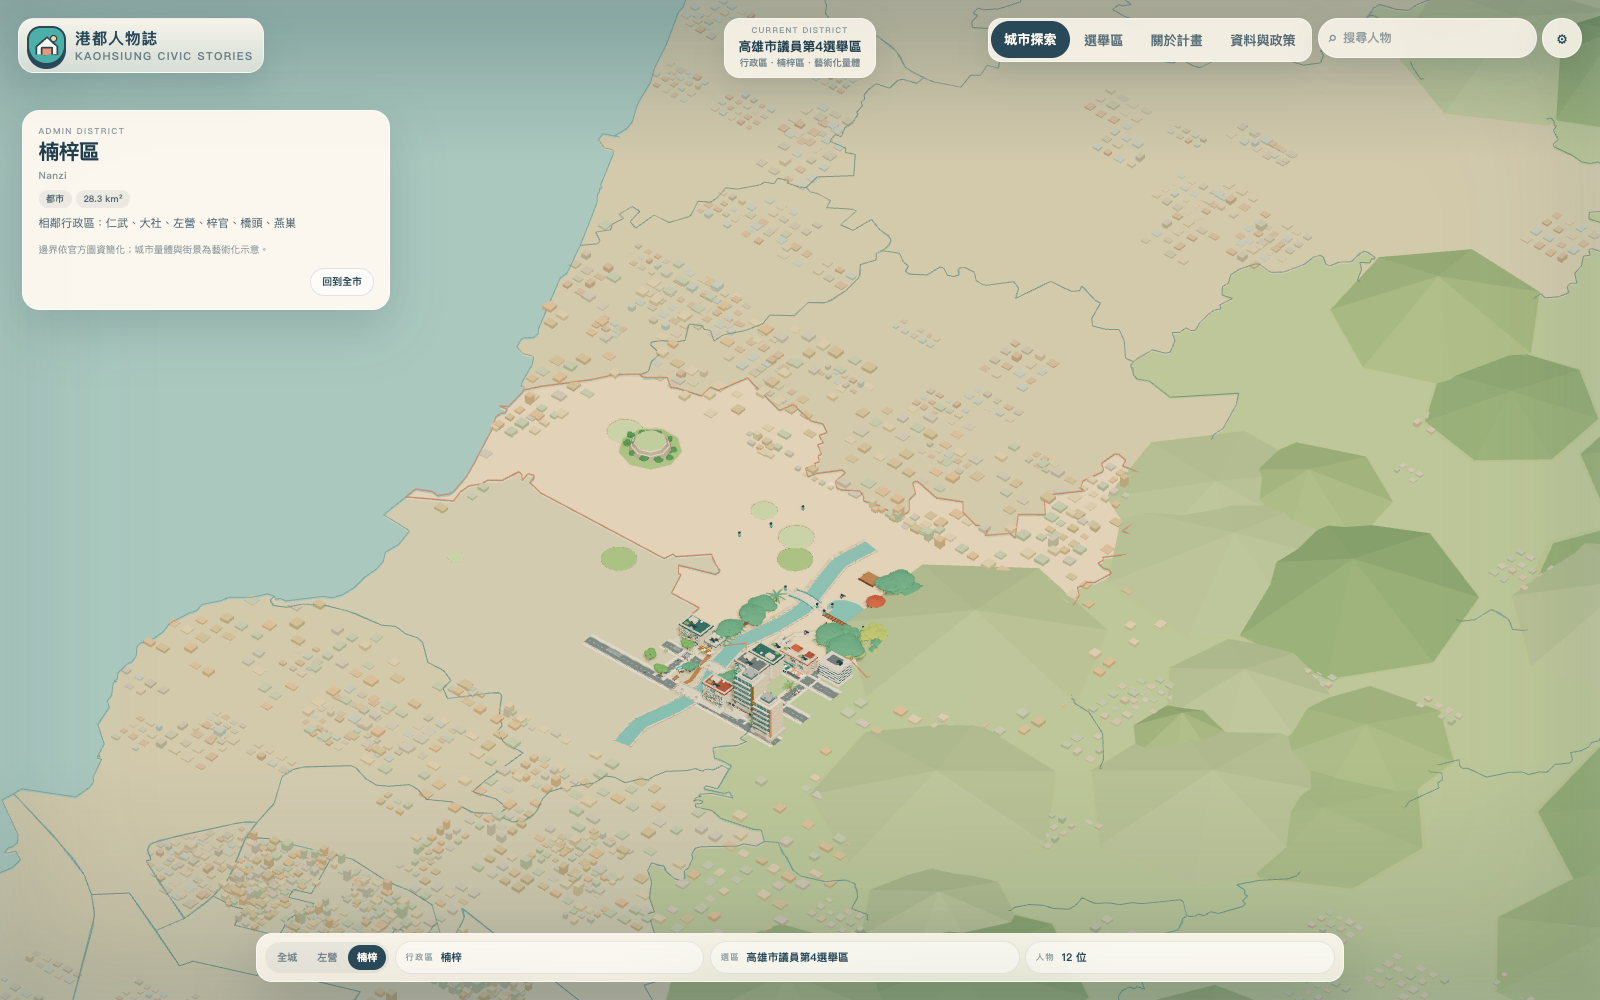 港都人物誌
KAOHSIUNG CIVIC STORIES
CURRENT DISTRICT
高雄市議員第4選舉區
行政區 · 楠梓區 · 藝術化量體
城市探索
選舉區
關於計畫
資料與政策
搜尋人物
ADMIN DISTRICT
楠梓區
Nanzi
都市
28.3 km²
相鄰行政區：仁武、大社、左營、梓官、橋頭、燕巢
邊界依官方圖資簡化；城市量體與街景為藝術化示意。
回到全市
全城
左營
楠梓
行政區 楠梓
選區 高雄市議員第4選舉區
人物 12 位